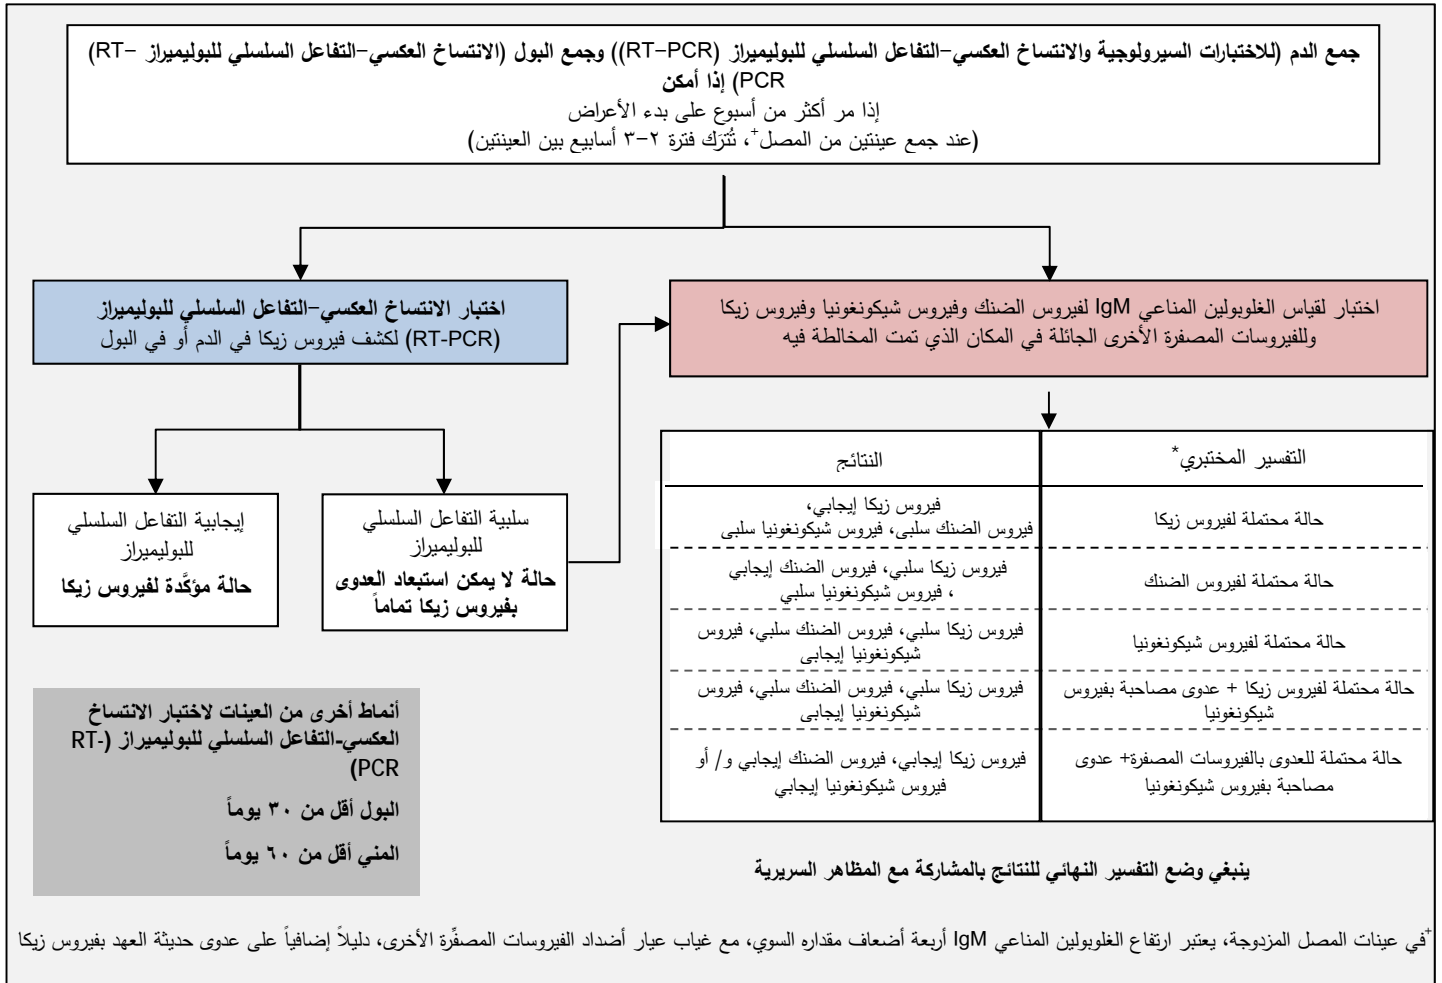 جمع الدم (للاختبارات السيرولوجية والانتساخ العكسي–التفاعل السلسلي للبوليميراز (RT–PCR)) وجمع البول (الانتساخ العكسي–التفاعل السلسلي للبوليميراز RT–
PCR) إذا أمكن
إذا مر أكثر من أسبوع على بدء الأعراض
(عند جمع عينتين من المصل+، تُترَك فترة ٢–٣ أسابيع بين العينتين)
اختبار لقياس الغلوبولين المناعي IgM لفيروس الضنك وفيروس شيكونغونيا وفيروس زيكا
وللفيروسات المصفرة الأخرى الجائلة في المكان الذي تمت المخالطة فيه
اختبار الانتساخ العكسي–التفاعل السلسلي للبوليميراز
(RT-PCR) لكشف فيروس زيكا في الدم أو في البول
سلبية التفاعل السلسلي
للبوليميراز
حالة لا يمكن استبعاد العدوى
بفيروس زيكا تماماً
إيجابية التفاعل السلسلي
للبوليميراز
حالة مؤكَّدة لفيروس زيكا
التفسير المختبري*
النتائج
حالة محتملة لفيروس زيكا
فيروس زيكا إيجابي،
فيروس الضنك سلبى، فيروس شيكونغونيا سلبى
حالة محتملة لفيروس الضنك
فيروس زيكا سلبي، فيروس الضنك إيجابي
، فيروس شيكونغونيا سلبي
حالة محتملة لفيروس شيكونغونيا
فيروس زيكا سلبي، فيروس الضنك سلبي، فيروس
شيكونغونيا إيجابى
حالة محتملة لفيروس زيكا + عدوى مصاحبة بفيروس
شيكونغونيا
فيروس زيكا سلبي، فيروس الضنك سلبي، فيروس
شيكونغونيا إيجابى
حالة محتملة للعدوى بالفيروسات المصفرة+ عدوى
مصاحبة بفيروس شيكونغونيا
فيروس زيكا إيجابي، فيروس الضنك إيجابي و/ أو
فيروس شيكونغونيا إيجابي
أنماط أخرى من العينات لاختبار الانتساخ
العكسي-التفاعل السلسلي للبوليميراز (RT-
PCR)
البول أقل من ٣٠ يوماً
المني أقل من ٦٠ يوماً
ينبغي وضع التفسير النهائي للنتائج بالمشاركة مع المظاهر السريرية
+في عينات المصل المزدوجة، يعتبر ارتفاع الغلوبولين المناعي IgM أربعة أضعاف مقداره السوي، مع غياب عيار أضداد الفيروسات المصفِّرة الأخرى، دليلاً إضافياً على عدوى حديثة العهد بفيروس زيكا